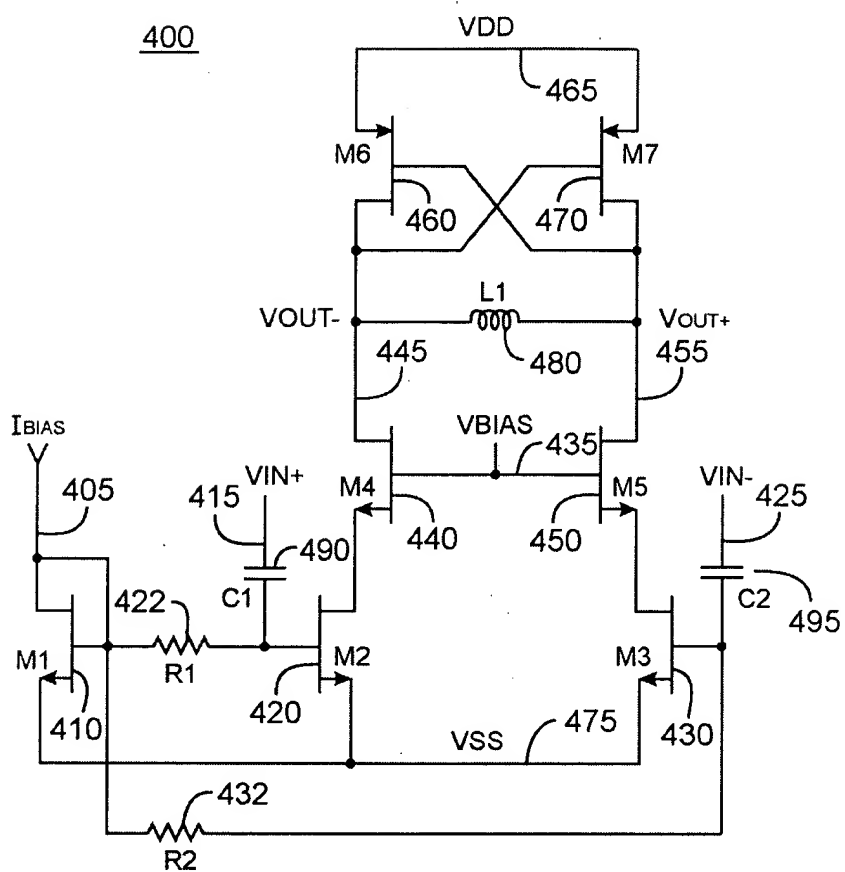 400
VDD
465
M6
M7
460
470
L1
VOUT-
VOUT+
480
445
455
IBIAS
VBIAS
435
405
VIN+
415
M4
M5
VIN-
425
490
440
450
422
C1
C2
495
M1
R1
M2
M3
410
420
430
VSS
475
432
R2